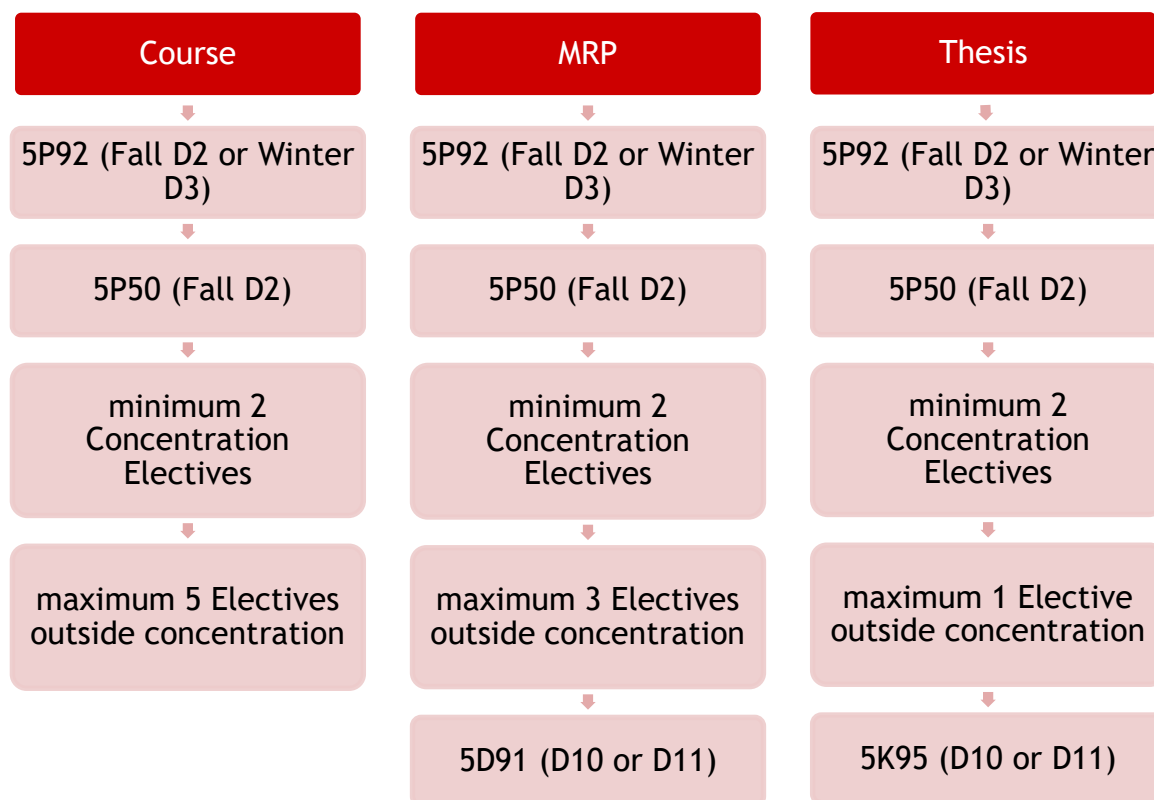 Course
5P92 (Fall D2 or Winter
D3)
5P50 (Fall D2)
minimum 2
Concentration
Electives
maximum 5 Electives
outside concentration
MRP
5P92 (Fall D2 or Winter
D3)
5P50 (Fall D2)
minimum 2
Concentration
Electives
maximum 3 Electives
outside concentration
5D91 (D10 or D11)
Thesis
5P92 (Fall D2 or Winter
D3)
5P50 (Fall D2)
minimum 2
Concentration
Electives
maximum 1 Elective
outside concentration
5K95 (D10 or D11)